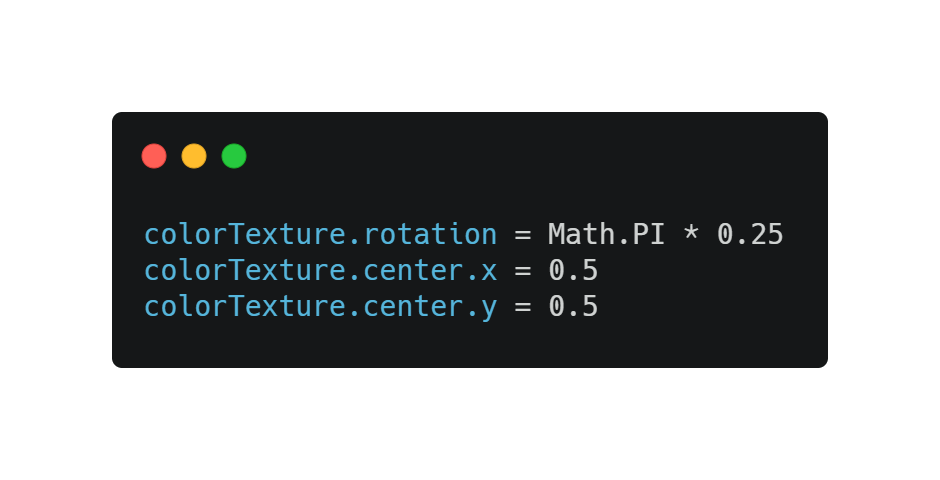 colorTexture.rotation = Math.PI * 0.25
colorTexture.center.x = 0.5
colorTexture.center.y = 0.5